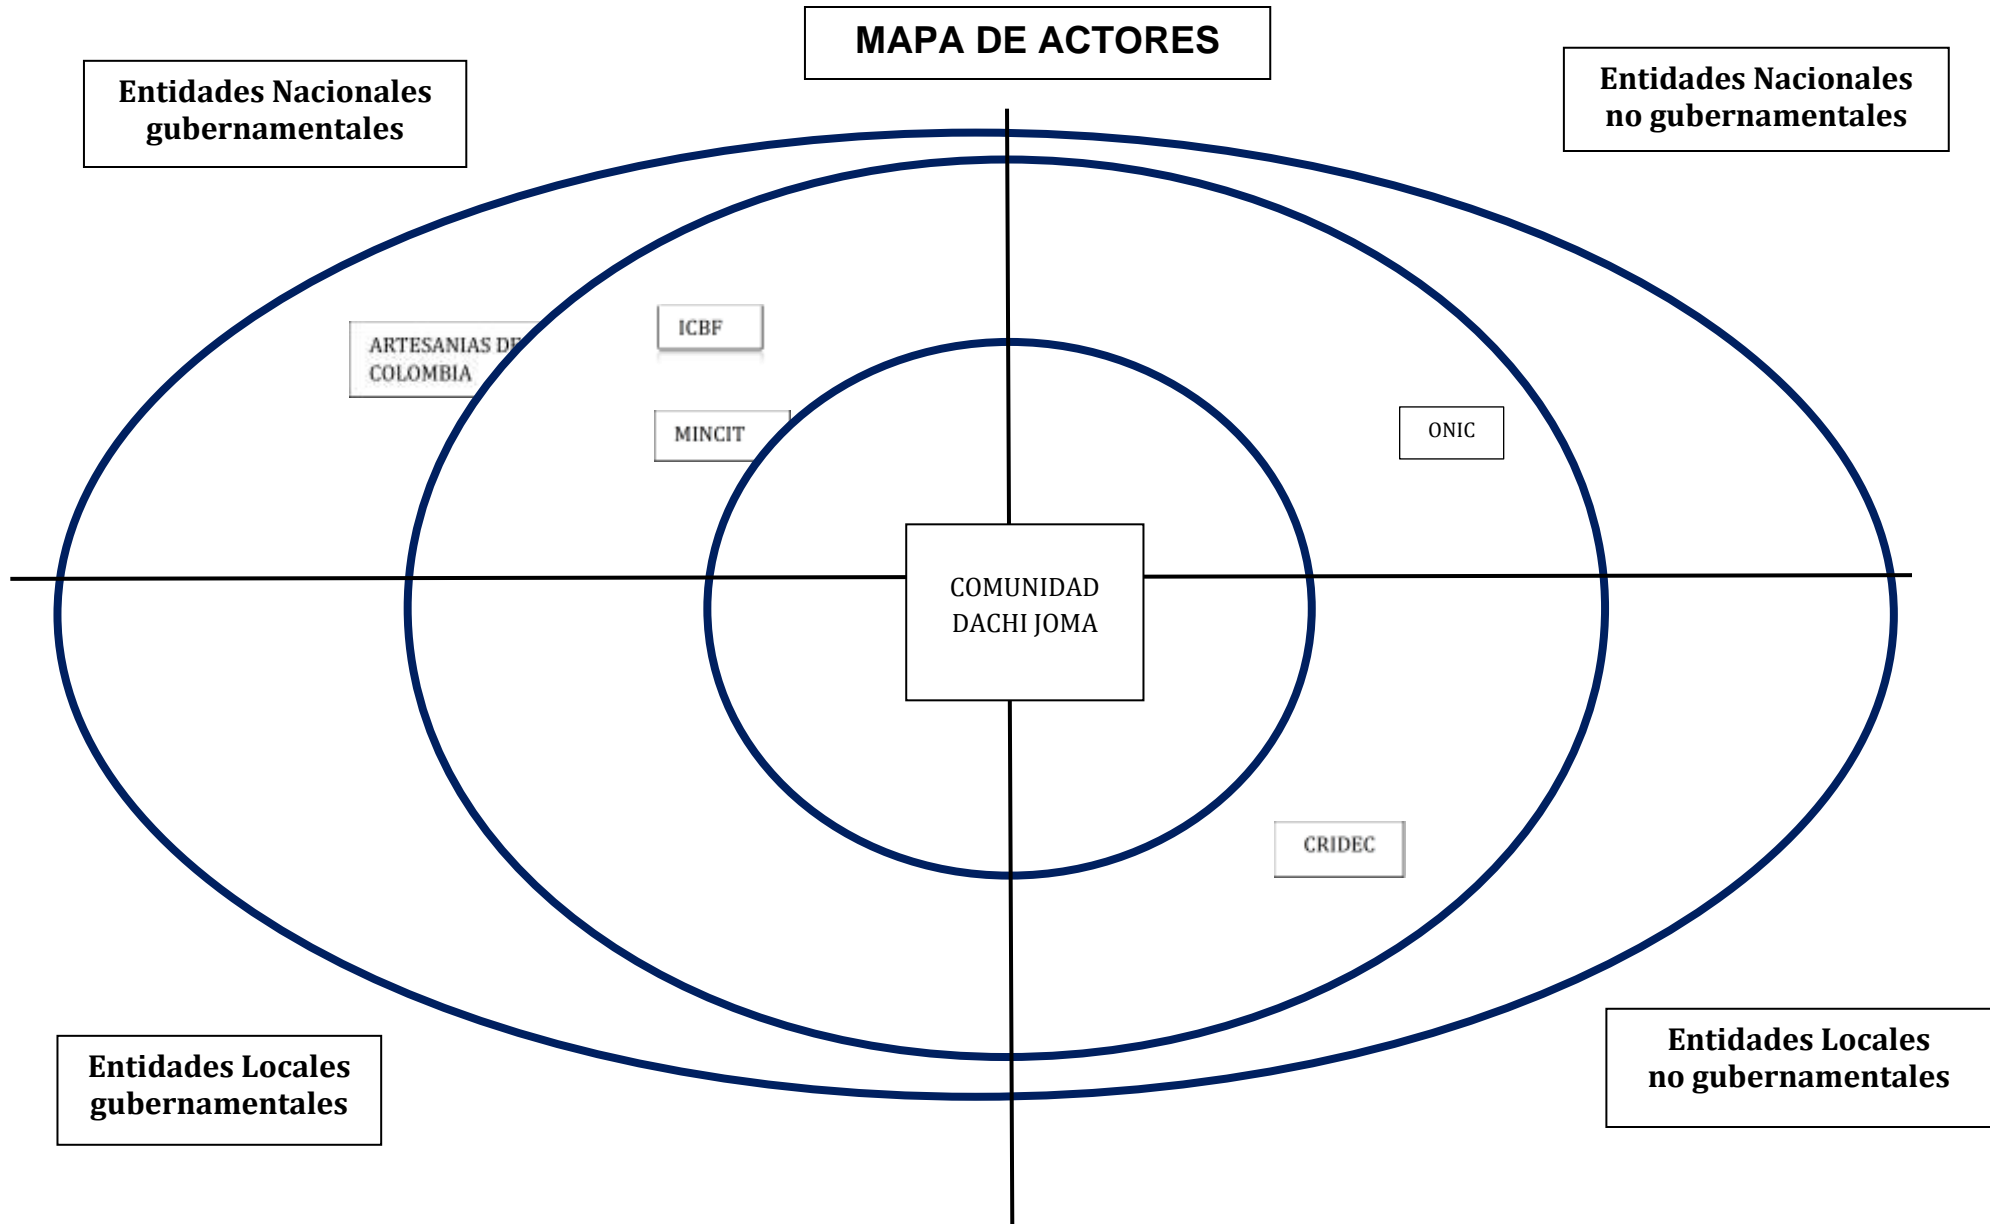 MAPA DE ACTORES
Entidades Nacionales
gubernamentales
Entidades Nacionales
no gubernamentales
ICBF
ARTESANIAS DE
COLOMBIA
MINCIT
ONIC
COMUNIDAD
DACHI JOMA
CRIDEC
Entidades Locales
gubernamentales
Entidades Locales
no gubernamentales